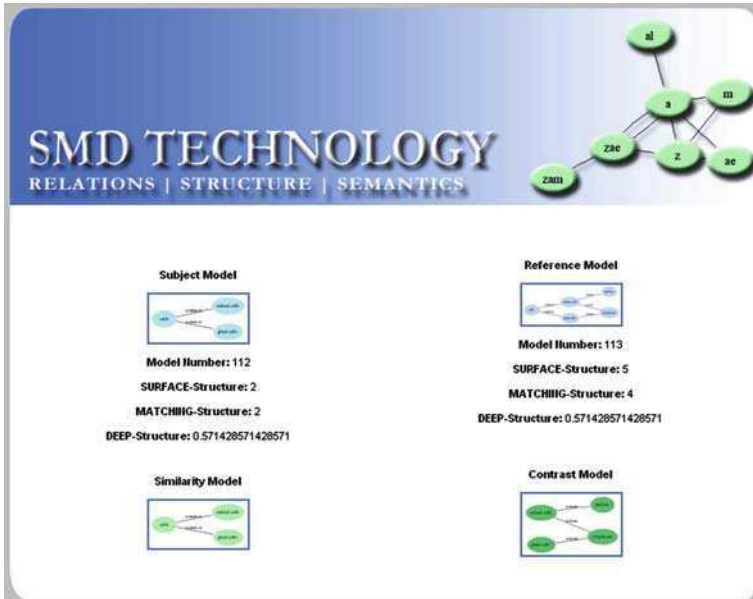 al
a
m
zae
z
ae
zam
SMD TECHNOLOGY
RELATIONS | STRUCTURE | SEMANTICS
Subject Model
Model Number: 112
SURFACE-Structure: 2
MATCHING-Structure: 2
DEEP-Structure: 0.571428571428571
Reference Model
Model Number: 113
SURFACE-Structure: 5
MATCHING-Structure: 4
DEEP-Structure: 0.571428571428571
Similarity Model
Contrast Model